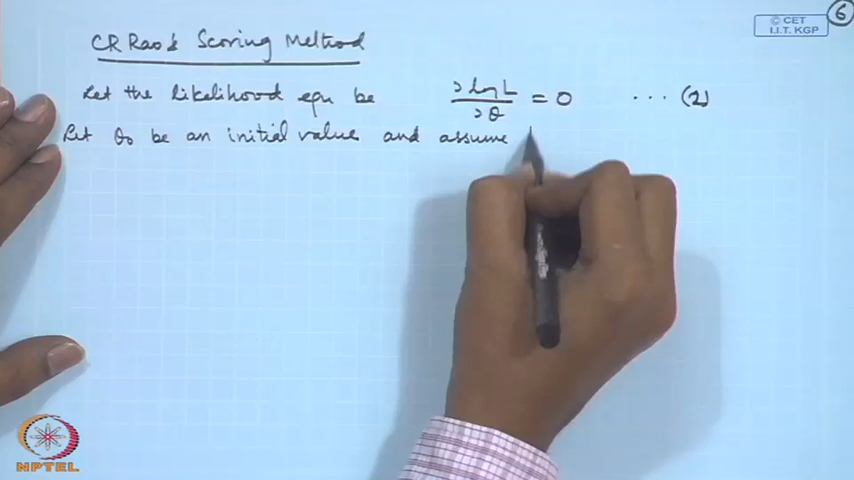 © CET
I.I.T. KGP
6
CR Rao's Scoring Method
Let the likelihood eqn be ∂ log L / ∂θ = 0 ... (2)
Let θ0 be an initial value and assume
NPTEL